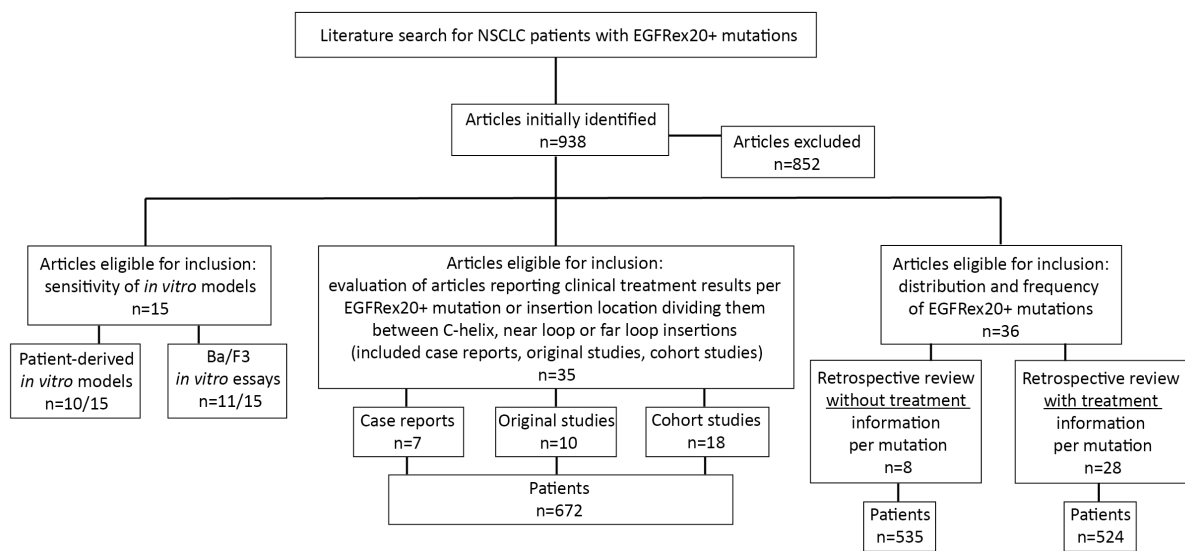 Literature search for NSCLC patients with EGFRex20+ mutations
Articles initially identified
n=938
Articles excluded
n=852
Articles eligible for inclusion:
sensitivity of in vitro models
n=15
Patient-derived
in vitro models
n=10/15
Ba/F3
in vitro essays
n=11/15
Articles eligible for inclusion:
evaluation of articles reporting clinical treatment results per
EGFRex20+ mutation or insertion location dividing them
between C-helix, near loop or far loop insertions
(included case reports, original studies, cohort studies)
n=35
Case reports
n=7
Original studies
n=10
Cohort studies
n=18
Patients
n=672
Articles eligible for inclusion:
distribution and frequency
of EGFRex20+ mutations
n=36
Retrospective review
without treatment
information
per mutation
n=8
Patients
n=535
Retrospective review
with treatment
information
per mutation
n=28
Patients
n=524